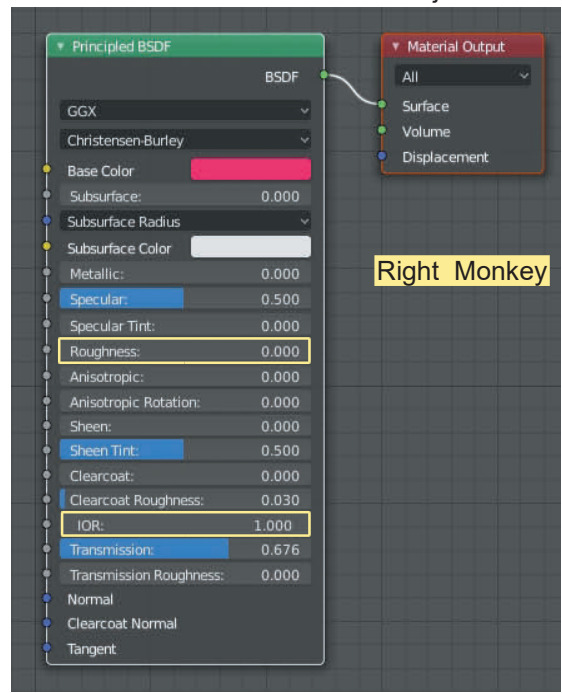 Principled BSDF
BSDF
GGX
Christensen-Burley
Base Color
Subsurface: 0.000
Subsurface Radius
Subsurface Color
Metallic: 0.000
Specular: 0.500
Specular Tint: 0.000
Roughness: 0.000
Anisotropic: 0.000
Anisotropic Rotation: 0.000
Sheen: 0.000
Sheen Tint: 0.500
Clearcoat: 0.000
Clearcoat Roughness: 0.030
IOR: 1.000
Transmission: 0.676
Transmission Roughness: 0.000
Normal
Clearcoat Normal
Tangent
Material Output
All
Surface
Volume
Displacement
Right Monkey